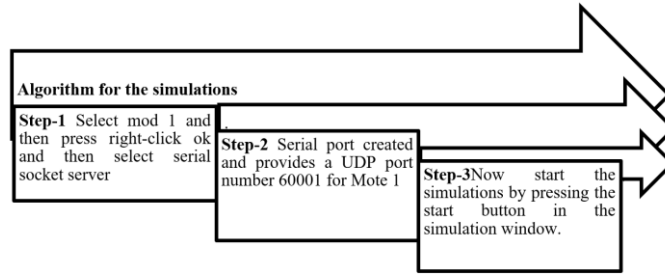 Algorithm for the simulations
Step-1 Select mod 1 and
then press right-click ok
and then select serial
socket server
.
Step-2 Serial port created
and provides a UDP port
number 60001 for Mote 1
Step-3Now start the
simulations by pressing the
start button in the
simulation window.